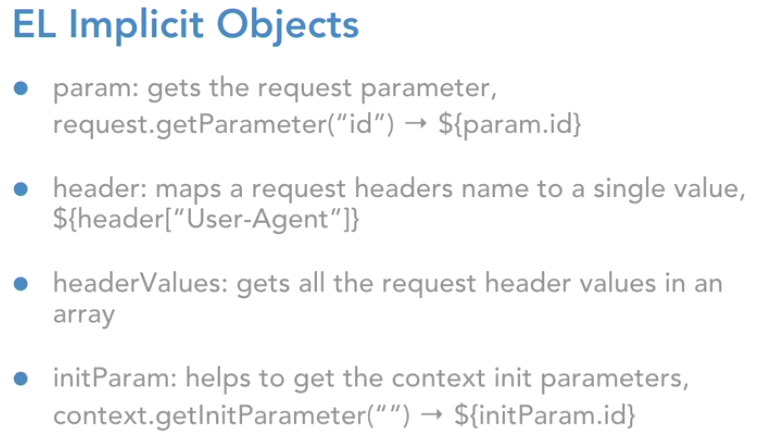 EL Implicit Objects
● param: gets the request parameter,
request.getParameter(“id”) → ${param.id}
● header: maps a request headers name to a single value,
${header[“User-Agent”]}
● headerValues: gets all the request header values in an
array
● initParam: helps to get the context init parameters,
context.getInitParameter(“”) → ${initParam.id}